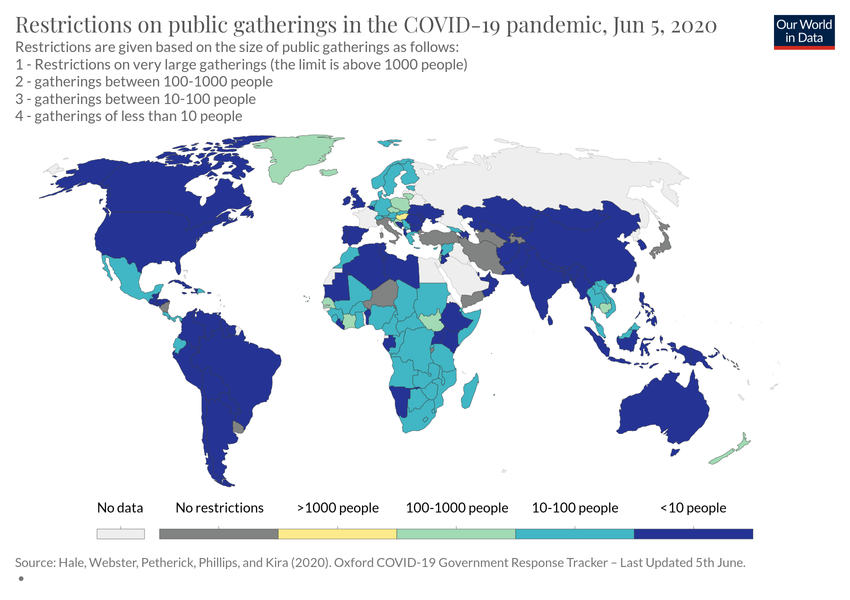 Restrictions on public gatherings in the COVID-19 pandemic, Jun 5, 2020
Our World
in Data
Restrictions are given based on the size of public gatherings as follows:
1 - Restrictions on very large gatherings (the limit is above 1000 people)
2 - gatherings between 100-1000 people
3 - gatherings between 10-100 people
4 - gatherings of less than 10 people
No data
No restrictions
>1000 people
100-1000 people
10-100 people
<10 people
Source: Hale, Webster, Petherick, Phillips, and Kira (2020). Oxford COVID-19 Government Response Tracker – Last Updated 5th June.